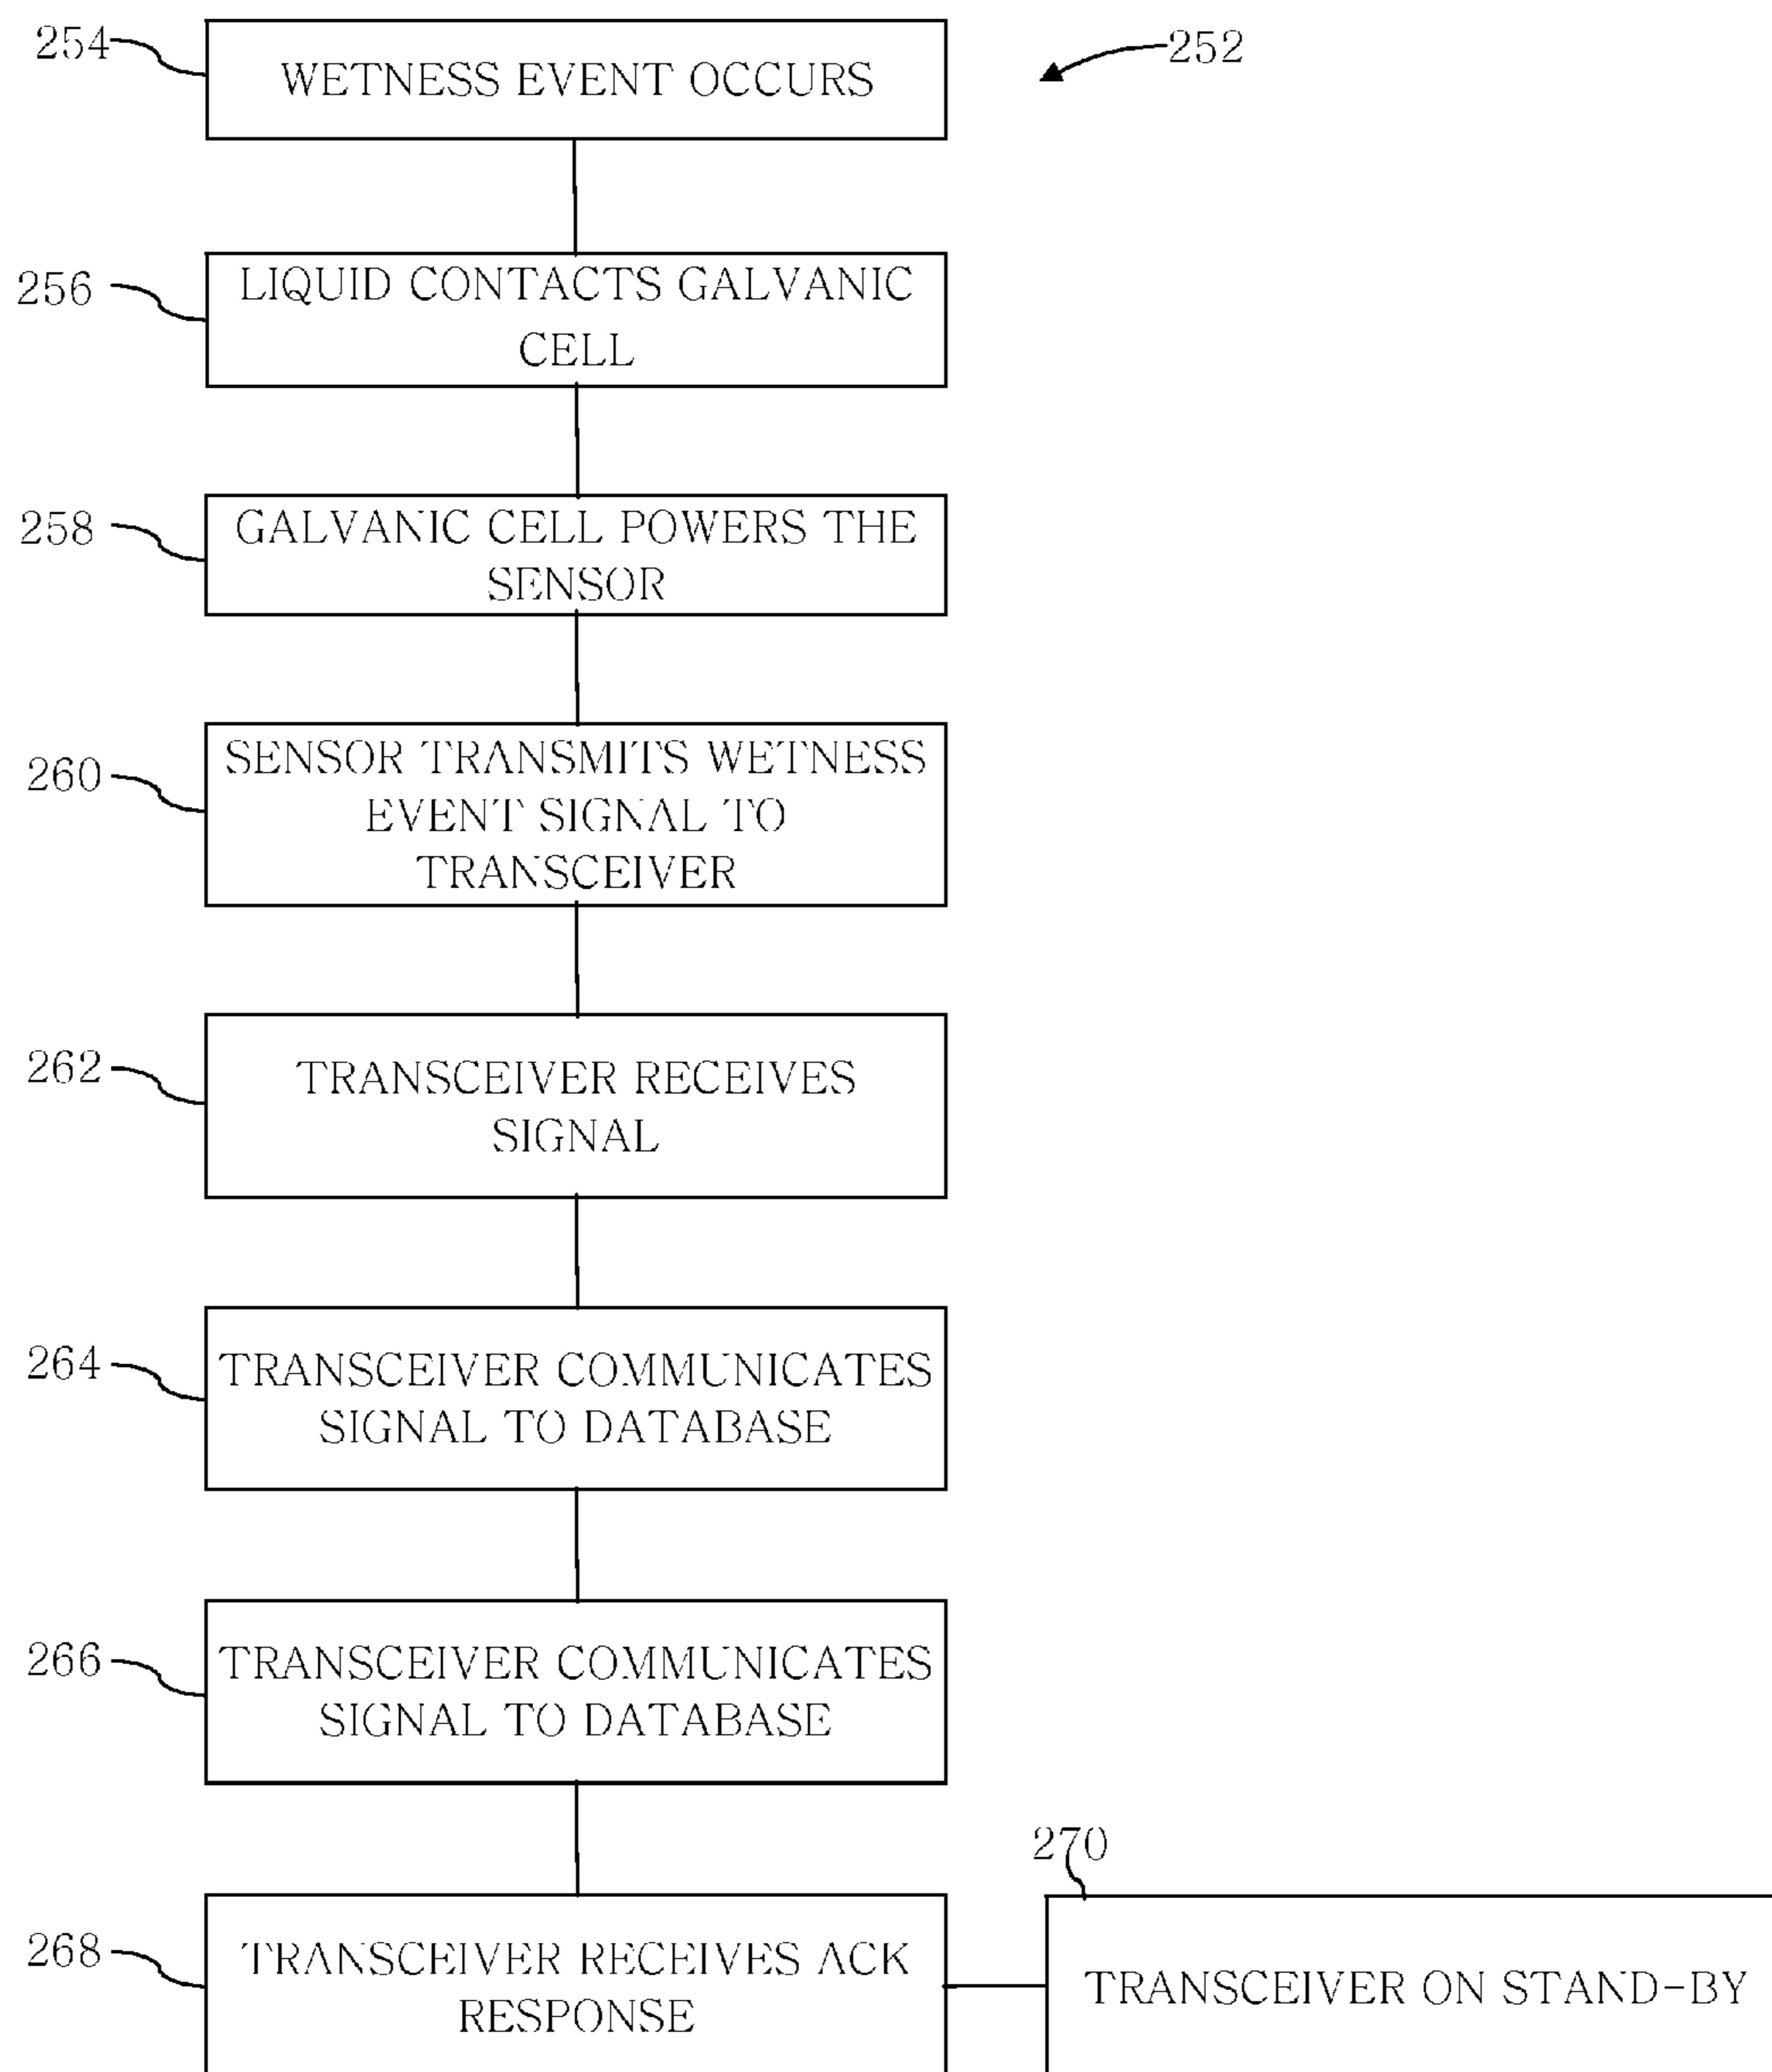 254
WETNESS EVENT OCCURS
252
256
LIQUID CONTACTS GALVANIC
CELL
258
GALVANIC CELL POWERS THE
SENSOR
260
SENSOR TRANSMITS WETNESS
EVENT SIGNAL TO
TRANSCEIVER
262
TRANSCEIVER RECEIVES
SIGNAL
264
TRANSCEIVER COMMUNICATES
SIGNAL TO DATABASE
266
TRANSCEIVER COMMUNICATES
SIGNAL TO DATABASE
268
TRANSCEIVER RECEIVES ACK
RESPONSE
270
TRANSCEIVER ON STAND-BY